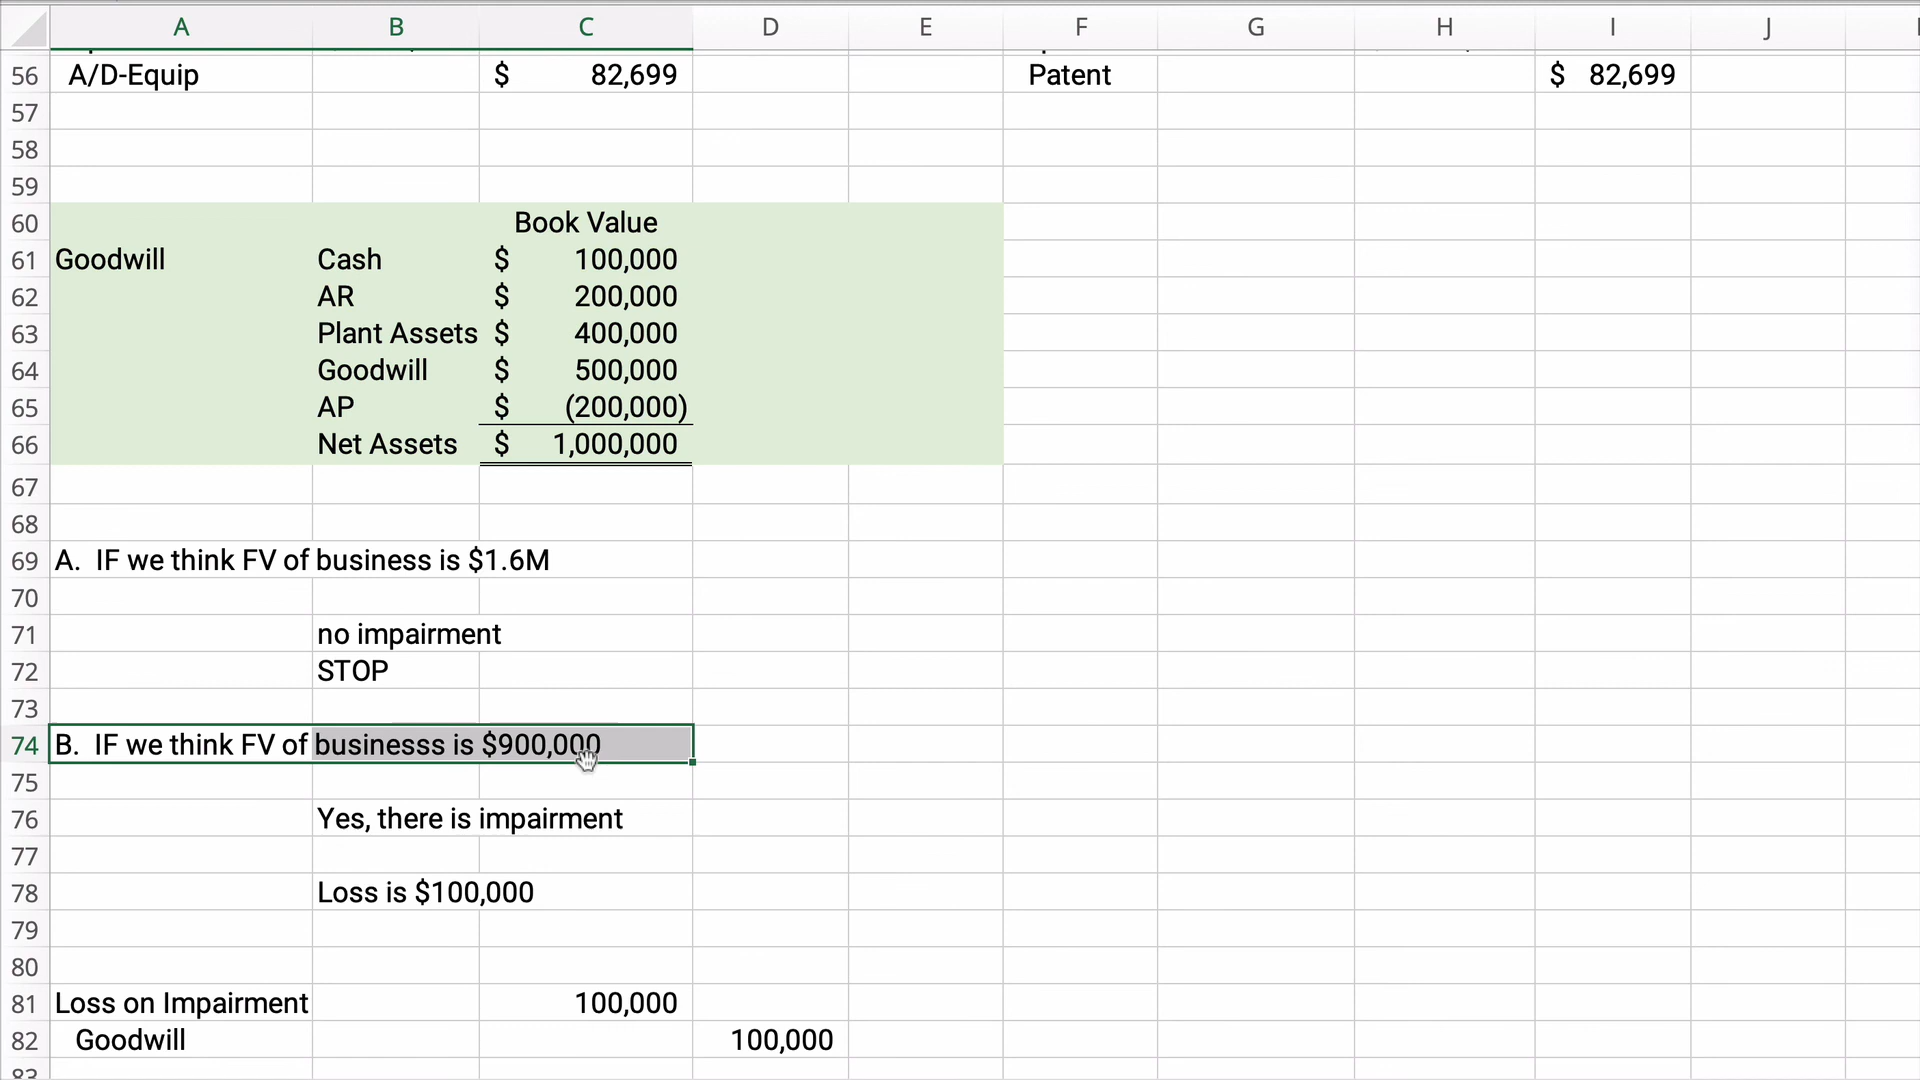 A B C D E F G H I J
56 A/D-Equip $ 82,699 Patent $ 82,699
57
58
59
60 Book Value
61 Goodwill Cash $ 100,000
62 AR $ 200,000
63 Plant Assets $ 400,000
64 Goodwill $ 500,000
65 AP $ (200,000)
66 Net Assets $ 1,000,000
67
68
69 A. IF we think FV of business is $1.6M
70
71 no impairment
72 STOP
73
74 B. IF we think FV of businesss is $900,000
75
76 Yes, there is impairment
77
78 Loss is $100,000
79
80
81 Loss on Impairment 100,000
82 Goodwill 100,000
83